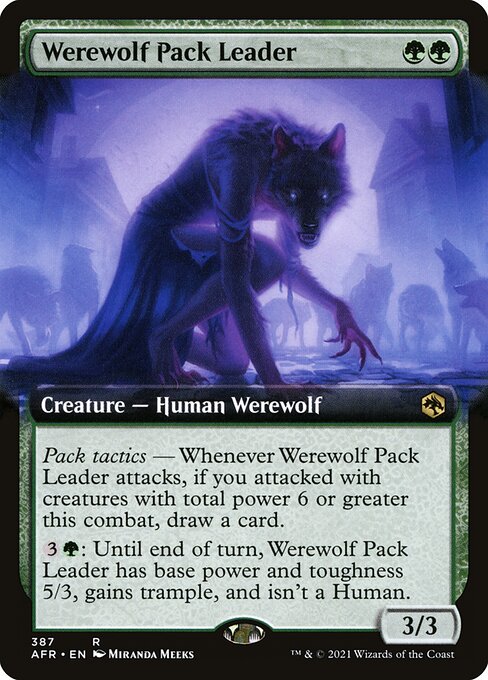 Werewolf Pack Leader
Creature — Human Werewolf
Pack tactics — Whenever Werewolf Pack
Leader attacks, if you attacked with
creatures with total power 6 or greater
this combat, draw a card.
3 : Until end of turn, Werewolf Pack
Leader has base power and toughness
5/3, gains trample, and isn't a Human.
3/3
387 R
AFR • EN Miranda Meeks
™ & © 2021 Wizards of the Coast